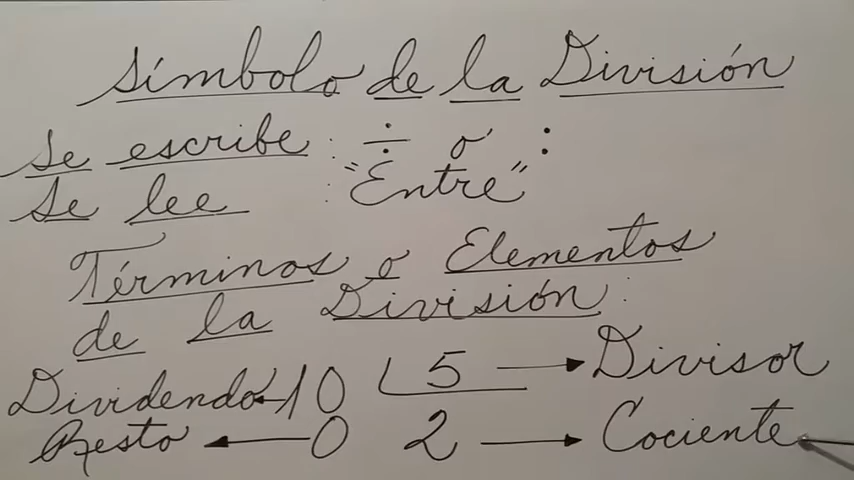 Símbolo de la División
Se escribe : ÷ o :
Se lee : "Entre"
Términos o Elementos
de la División:
Dividendo ← 10 5 → Divisor
Resto ← 0 2 → Cociente